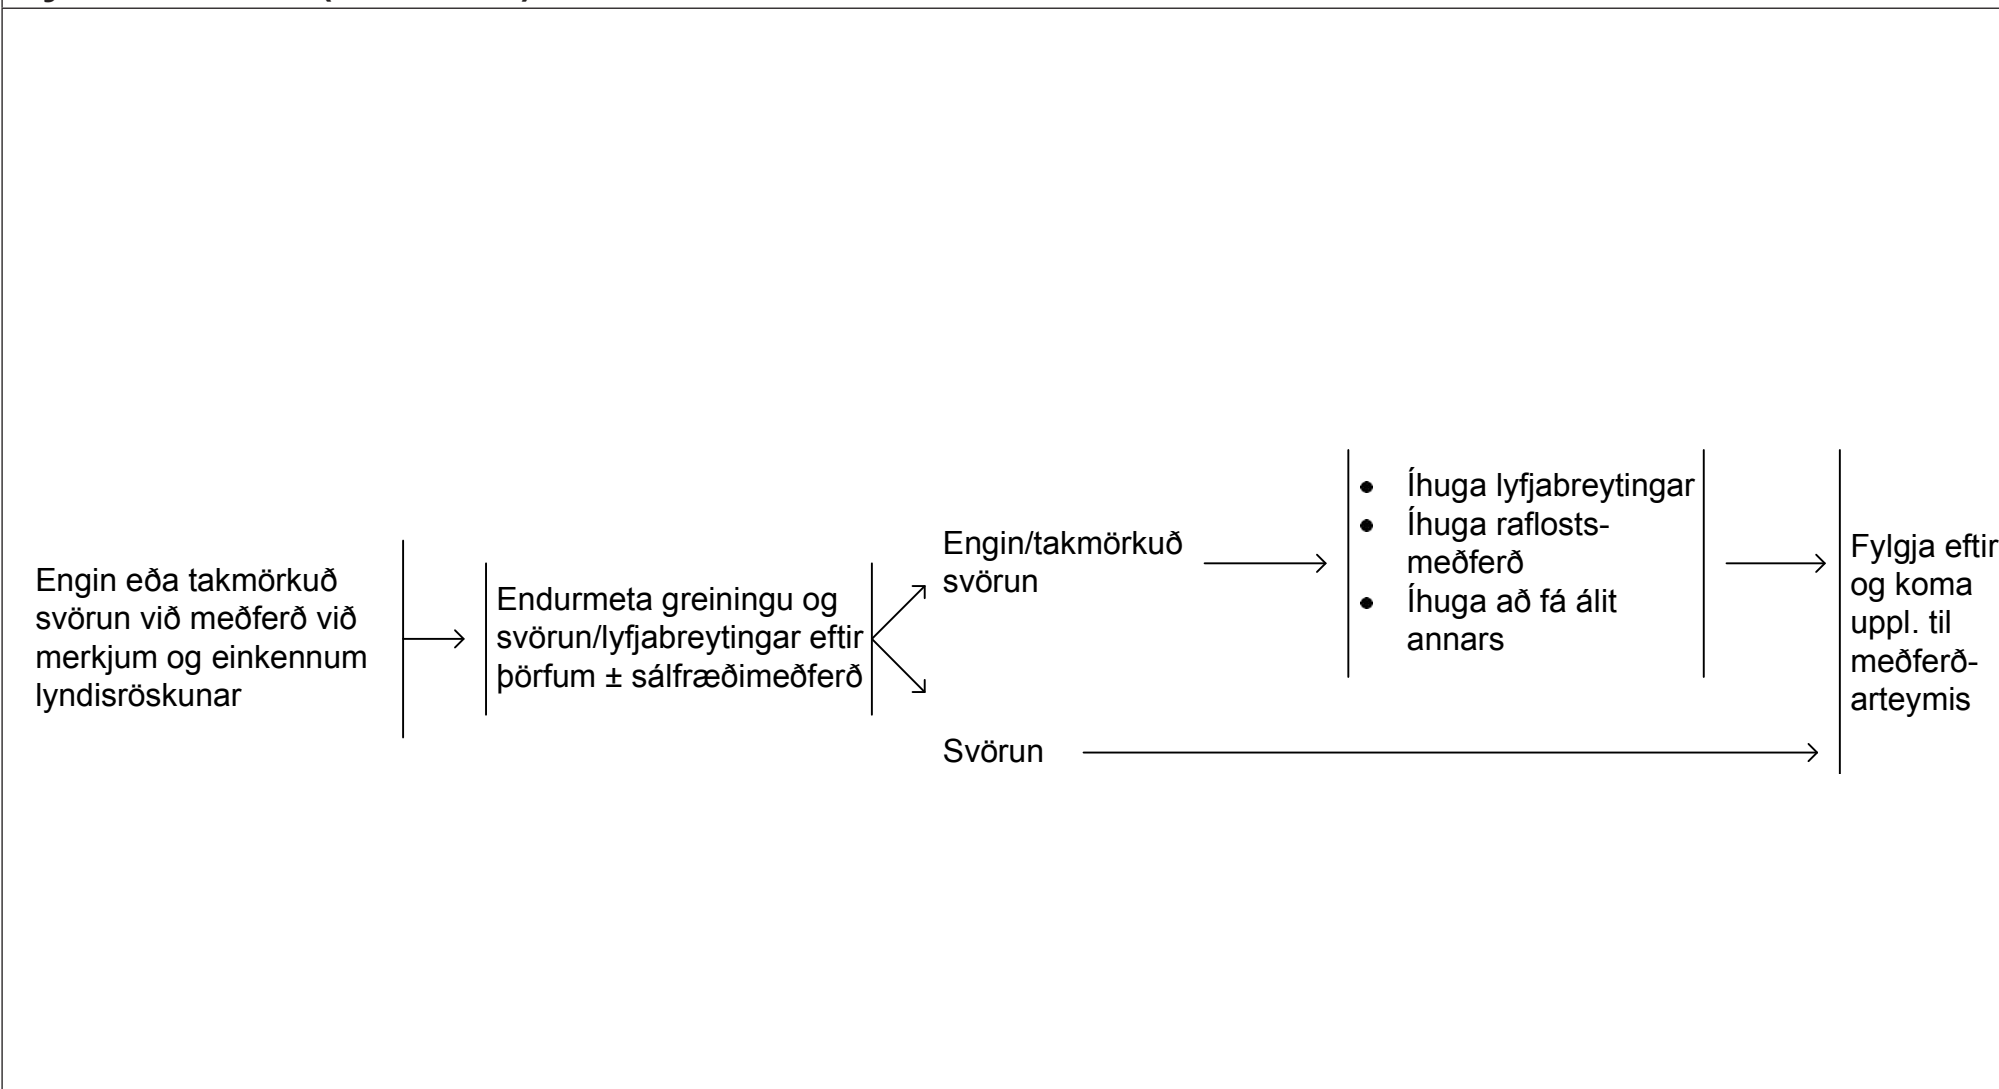 Engin eða takmörkuð
svörun við meðferð við
merkjum og einkennum
lyndisröskunar
Endurmeta greiningu og
svörun/lyfjabreytingar eftir
þörfum ± sálfræðimeðferð
Engin/takmörkuð
svörun
Svörun
• Íhuga lyfjabreytingar
• Íhuga raflosts-
meðferð
• Íhuga að fá álit
annars
Fylgja eftir
og koma
uppl. til
meðferð-
arteymis